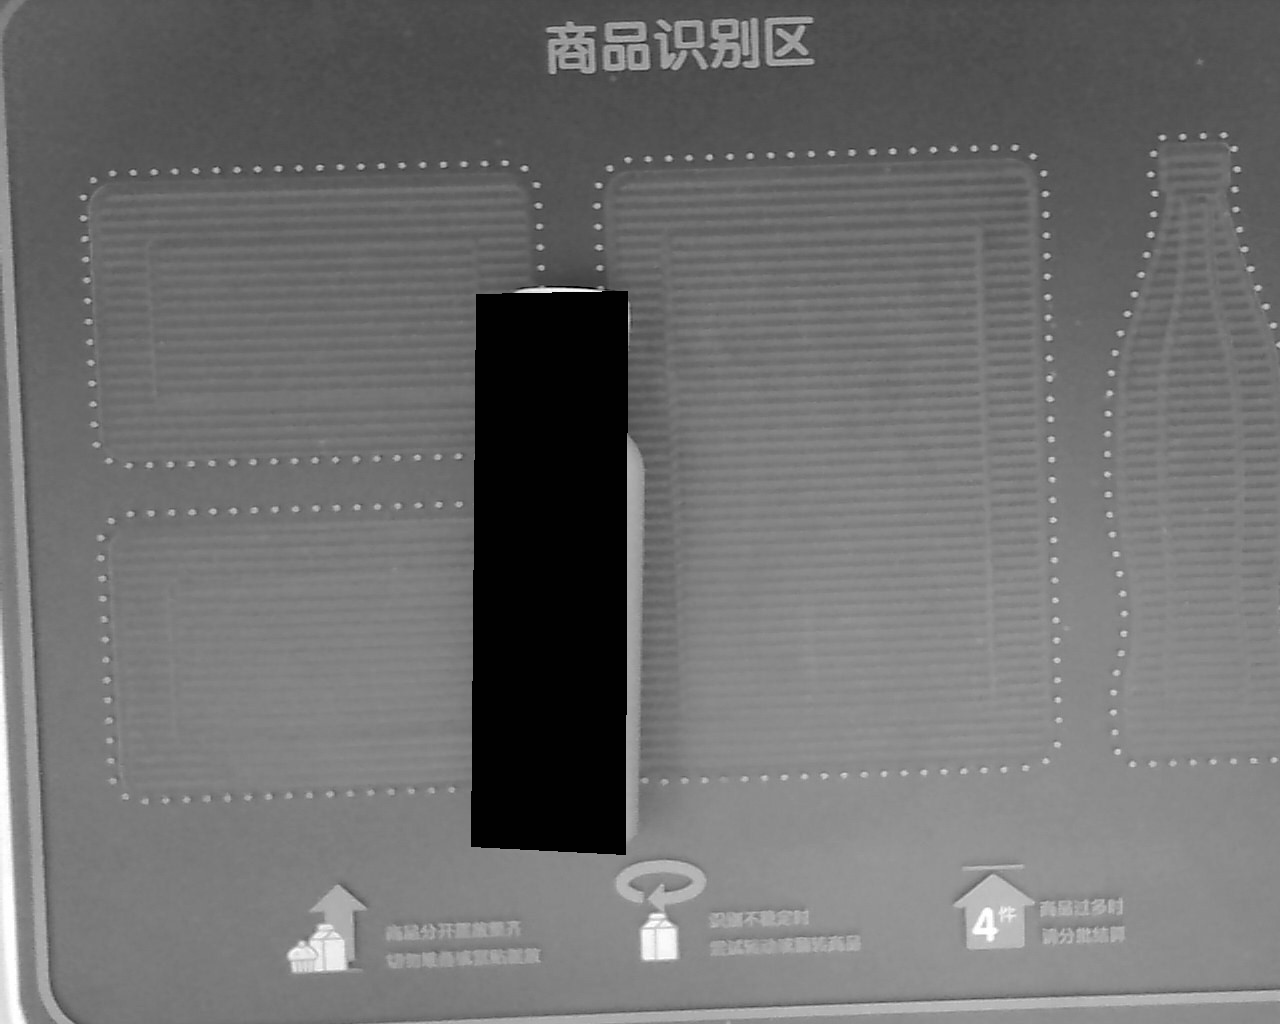 商品识别区
商品分开摆放整齐
切勿堆叠或紧贴摆放
识别不稳定时
尝试转动或翻转商品
4件
商品过多时
请分批结算